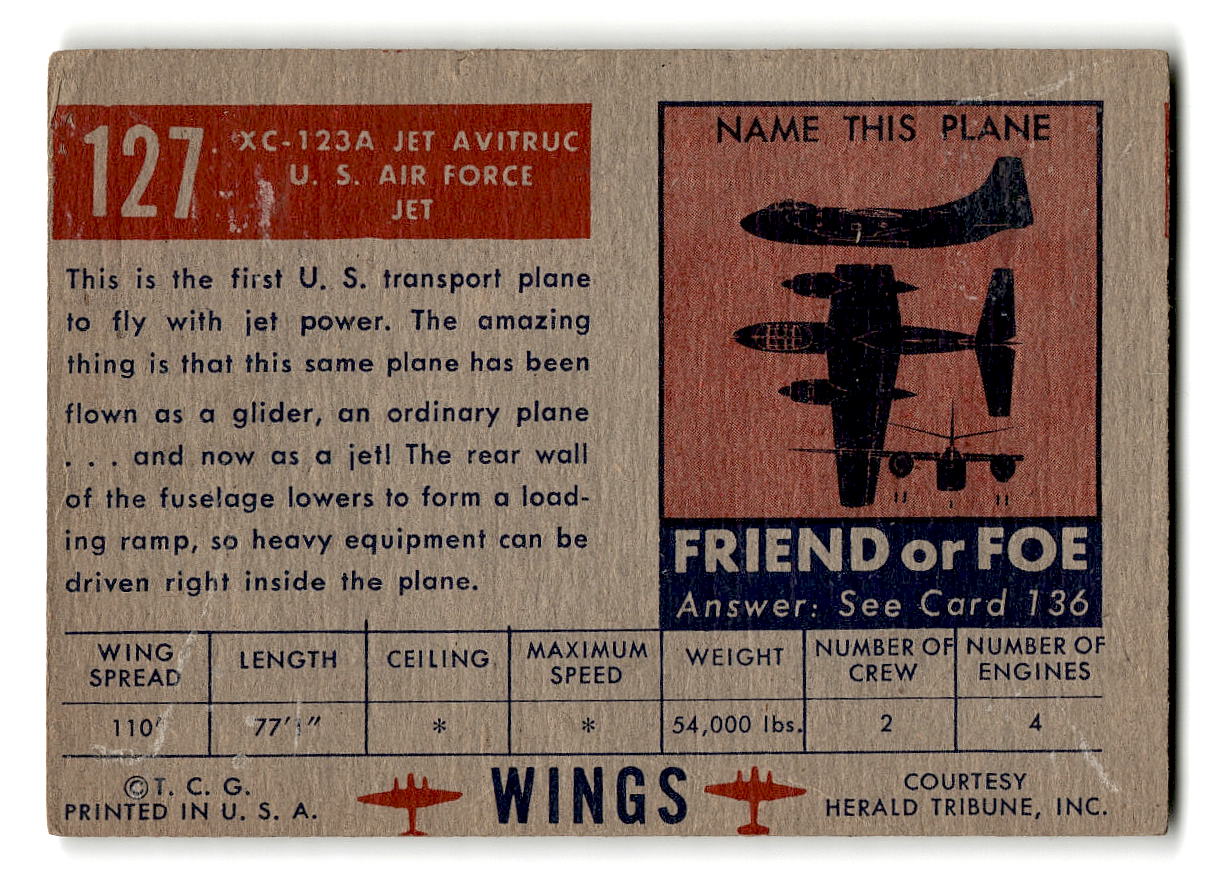 127
XC-123A JET AVITRUC
U. S. AIR FORCE
JET
This is the first U. S. transport plane
to fly with jet power. The amazing
thing is that this same plane has been
flown as a glider, an ordinary plane
. . . and now as a jet! The rear wall
of the fuselage lowers to form a load-
ing ramp, so heavy equipment can be
driven right inside the plane.
NAME THIS PLANE
FRIEND or FOE
Answer: See Card 136
WING SPREAD LENGTH CEILING MAXIMUM SPEED WEIGHT NUMBER OF CREW NUMBER OF ENGINES
110' 77'1" * * 54,000 lbs. 2 4
© T. C. G.
PRINTED IN U. S. A.
WINGS
COURTESY
HERALD TRIBUNE, INC.